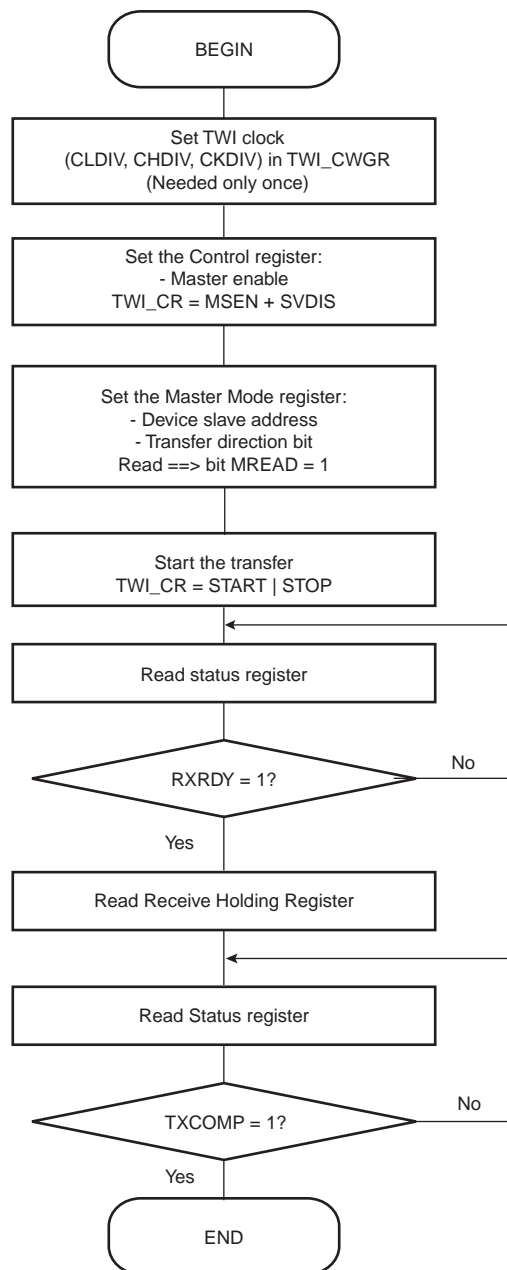 BEGIN
Set TWI clock
(CLDIV, CHDIV, CKDIV) in TWI_CWGR
(Needed only once)
Set the Control register:
- Master enable
TWI_CR = MSEN + SVDIS
Set the Master Mode register:
- Device slave address
- Transfer direction bit
Read ==> bit MREAD = 1
Start the transfer
TWI_CR = START | STOP
Read status register
RXRDY = 1?
No
Yes
Read Receive Holding Register
Read Status register
TXCOMP = 1?
No
Yes
END